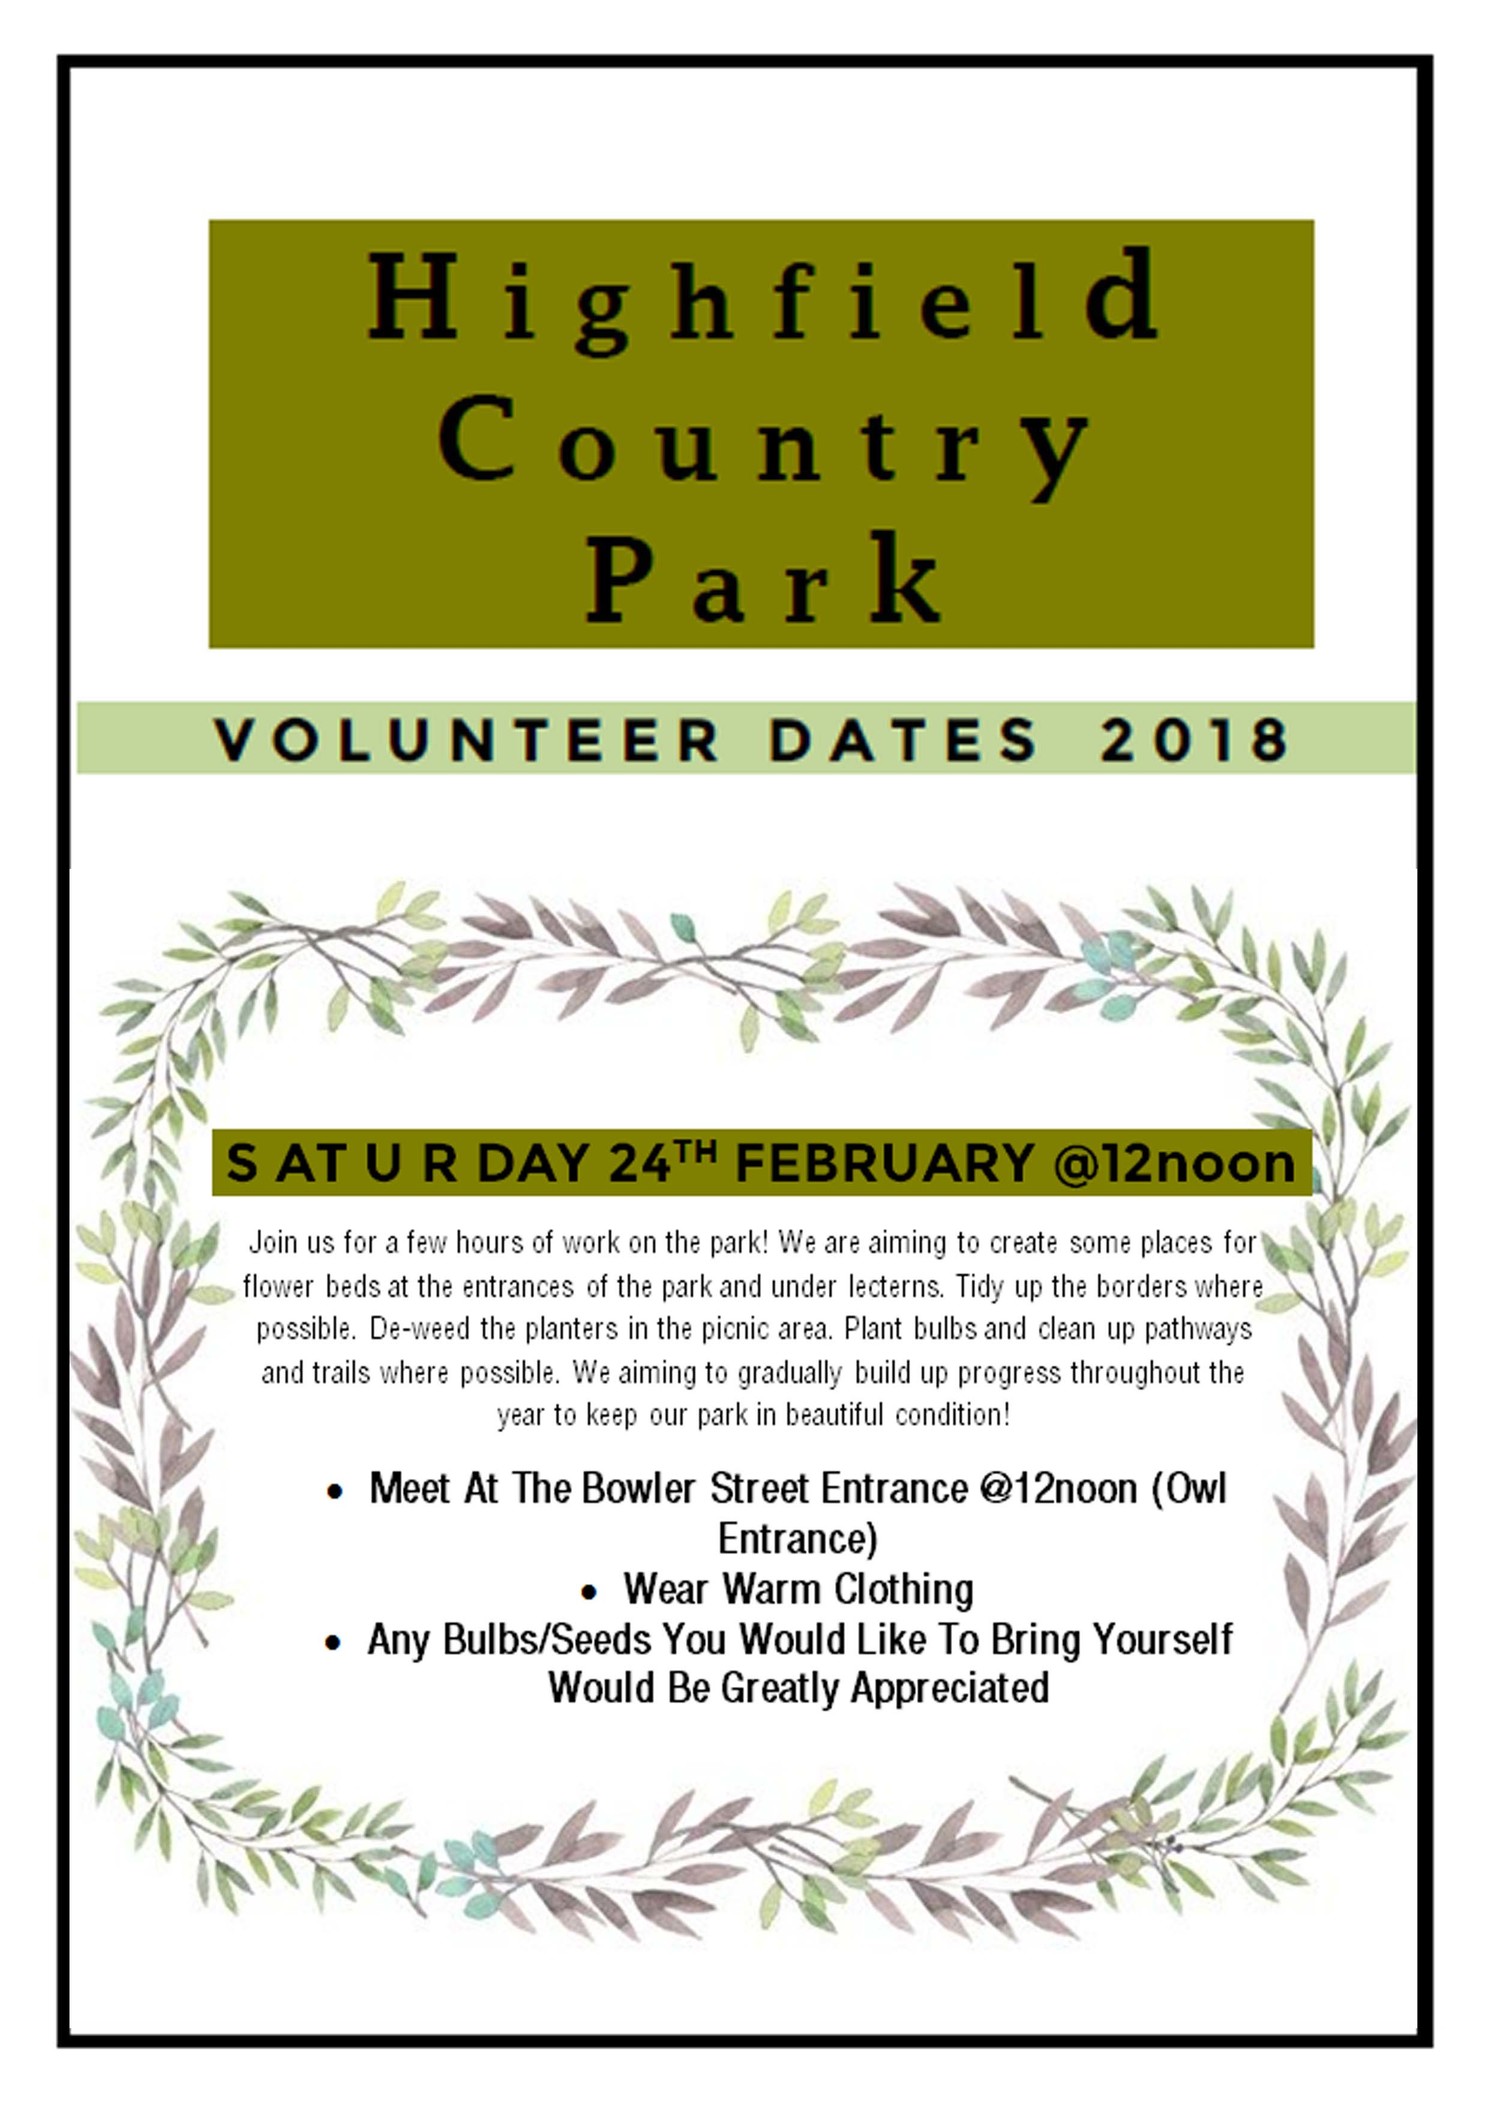 Highfield
Country
Park
VOLUNTEER DATES 2018
SATURDAY 24TH FEBRUARY @12noon
Join us for a few hours of work on the park! We are aiming to create some places for
flower beds at the entrances of the park and under lecterns. Tidy up the borders where
possible. De-weed the planters in the picnic area. Plant bulbs and clean up pathways
and trails where possible. We aiming to gradually build up progress throughout the
year to keep our park in beautiful condition!
• Meet At The Bowler Street Entrance @12noon (Owl
Entrance)
• Wear Warm Clothing
• Any Bulbs/Seeds You Would Like To Bring Yourself
Would Be Greatly Appreciated